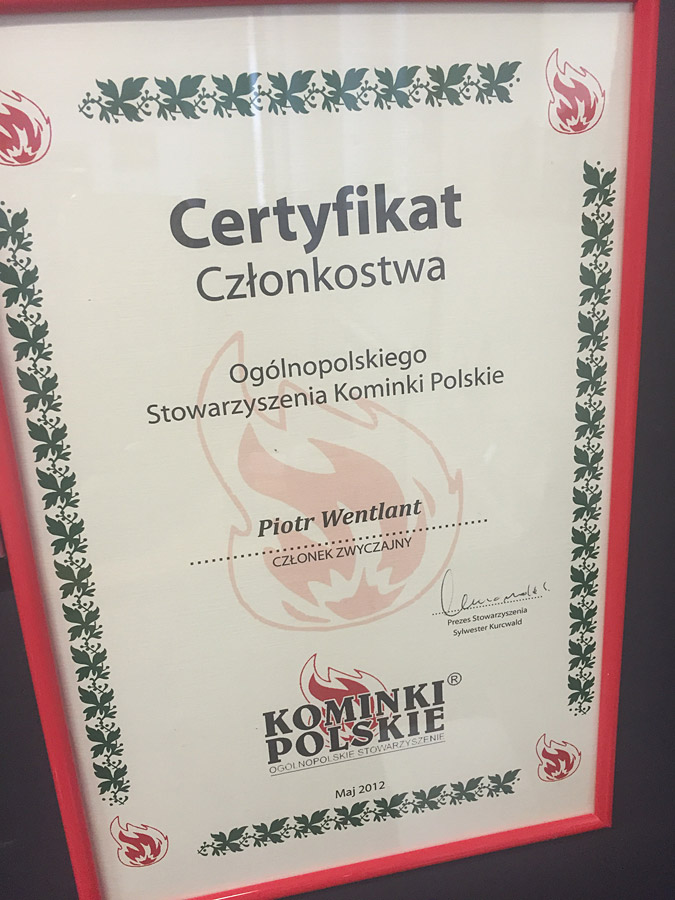 Certyfikat
Członkostwa
Ogólnopolskiego
Stowarzyszenia Kominki Polskie
Piotr Wentlant
CZŁONEK ZWYCZAJNY
Prezes Stowarzyszenia
Sylwester Kurcwald
KOMINKI ®
POLSKIE
OGÓLNOPOLSKIE STOWARZYSZENIE
Maj 2012